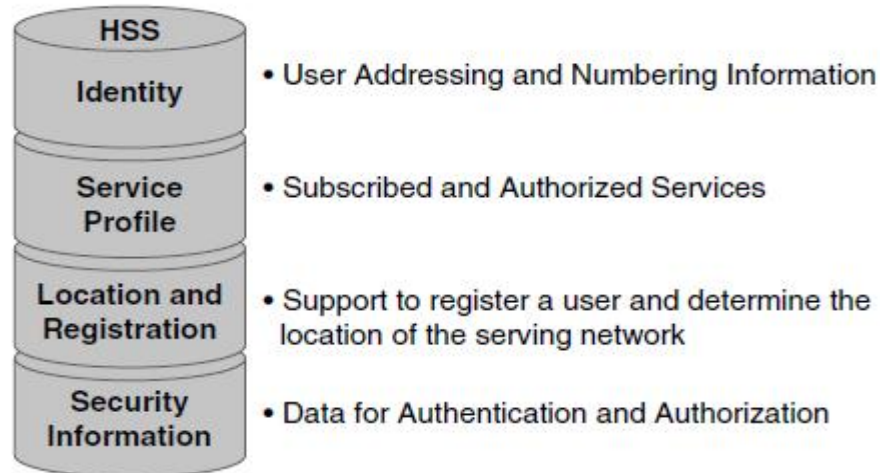 HSS
Identity
• User Addressing and Numbering Information
Service
Profile
• Subscribed and Authorized Services
Location and
Registration
• Support to register a user and determine the
location of the serving network
Security
Information
• Data for Authentication and Authorization